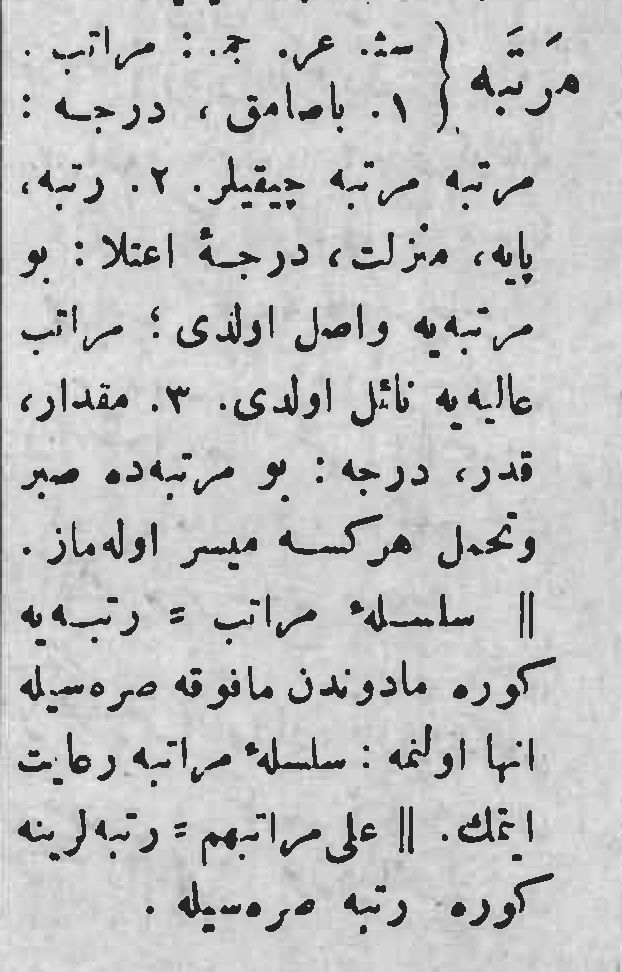 مَرتَبه { سث. عر. جم. : مراتب .
١. باصامق ، درجه :
مرتبه مرتبه چیقیلر. ٢. رتبه،
پایه، منزلت، درجهٔ اعتلا : بو
مرتبه‌یه واصل اولدی ؛ مراتب
عالیه‌یه نائل اولدی. ٣. مقدار،
قدر، درجه : بو مرتبه‌ده صبر
وتحمل هرکسه میسر اوله‌ماز .
|| سلسلهٔ مراتب = رتبه‌یه
کوره مادوندن مافوقه صره‌سیله
انها اولنمه : سلسلهٔ مراتبه رعایت
ایتمك. || علی مراتبهم = رتبه‌لرینه
کوره رتبه صره‌سیله .